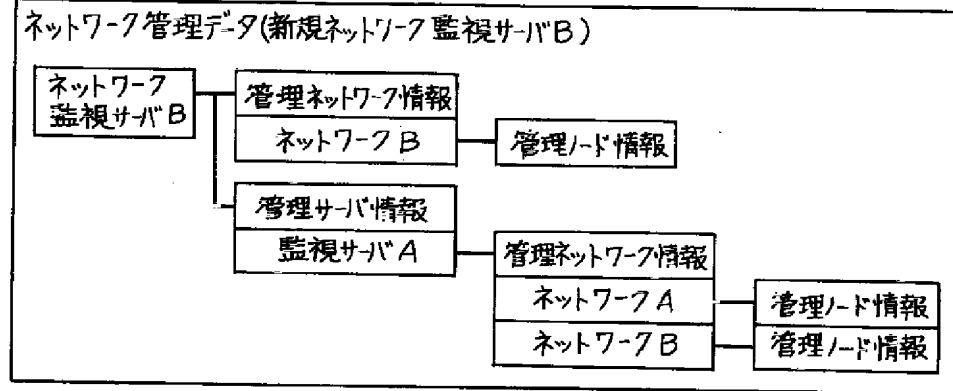 ネットワーク管理データ(新規ネットワーク監視サーバB)
ネットワーク
監視サーバB
管理ネットワーク情報
ネットワークB
管理ノード情報
管理サーバ情報
監視サーバA
管理ネットワーク情報
ネットワークA
管理ノード情報
ネットワークB
管理ノード情報